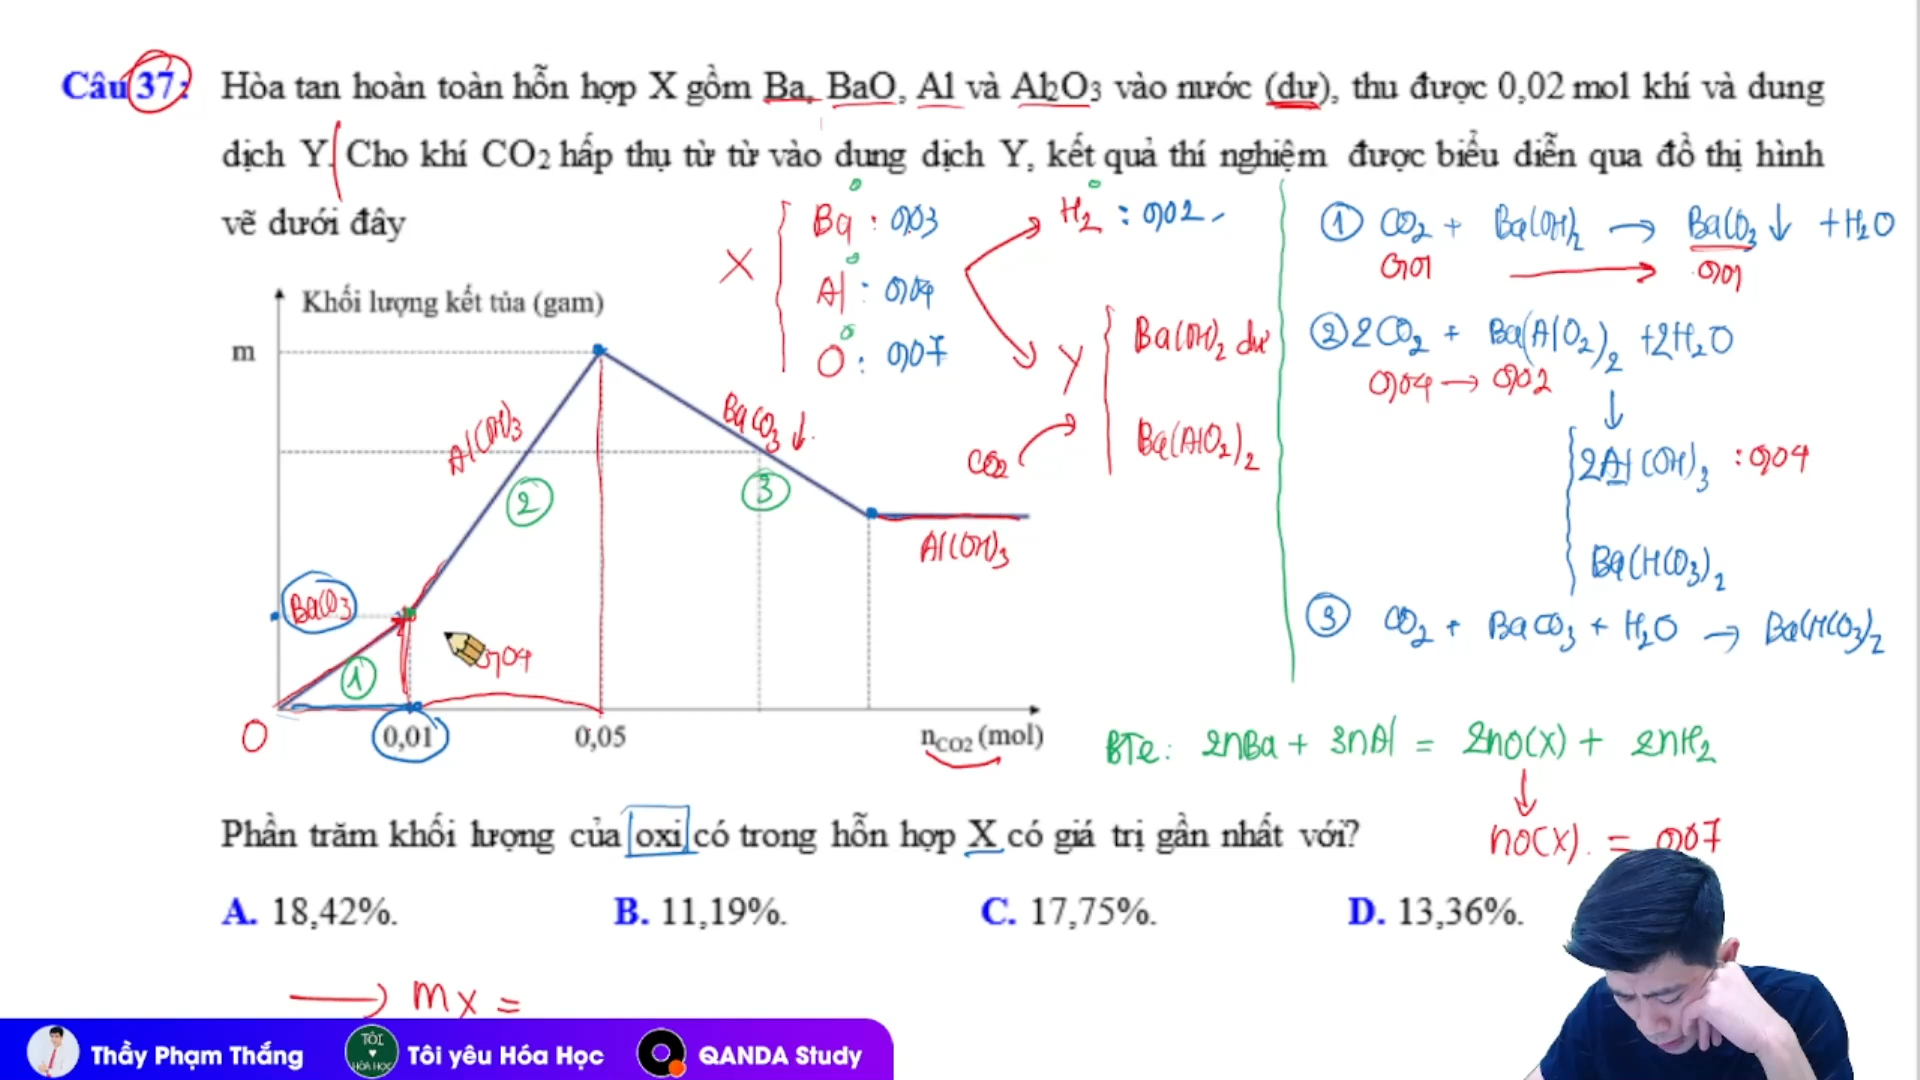 Câu 37: Hòa tan hoàn toàn hỗn hợp X gồm Ba, BaO, Al và Al2O3 vào nước (dư), thu được 0,02 mol khí và dung
dịch Y. Cho khí CO2 hấp thụ từ từ vào dung dịch Y, kết quả thí nghiệm được biểu diễn qua đồ thị hình
vẽ dưới đây
X
Ba : 0,03
Al : 0,04
O : 0,07
H2 : 0,02
Y
Ba(OH)2 dư
Ba(AlO2)2
CO2
① CO2 + Ba(OH)2 → BaCO3↓ + H2O
0,01 → 0,01
② 2CO2 + Ba(AlO2)2 + 2H2O
0,04 → 0,02
↓
2Al(OH)3 : 0,04
Ba(HCO3)2
③ CO2 + BaCO3 + H2O → Ba(HCO3)2
Khối lượng kết tủa (gam)
m
Al(OH)3
BaCO3↓
②
③
Al(OH)3
BaCO3
①
0,04
O
0,01
0,05
nCO2 (mol)
BTe: 2nBa + 3nAl = 2nO(X) + 2nH2
↓
nO(X) = 0,07
Phần trăm khối lượng của oxi có trong hỗn hợp X có giá trị gần nhất với?
A. 18,42%. B. 11,19%. C. 17,75%. D. 13,36%.
→ mX =
Thầy Phạm Thắng
TÔI
♥
HÓA HỌC
Tôi yêu Hóa Học
QANDA Study